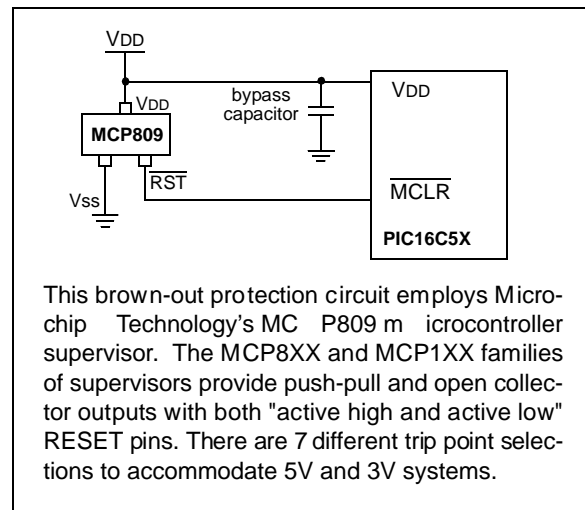 VDD
VDD
bypass
capacitor
VDD
MCP809
RST
Vss
MCLR
PIC16C5X
This brown-out protection circuit employs Micro-
chip Technology's MC P809 m icrocontroller
supervisor. The MCP8XX and MCP1XX families
of supervisors provide push-pull and open collec-
tor outputs with both "active high and active low"
RESET pins. There are 7 different trip point selec-
tions to accommodate 5V and 3V systems.